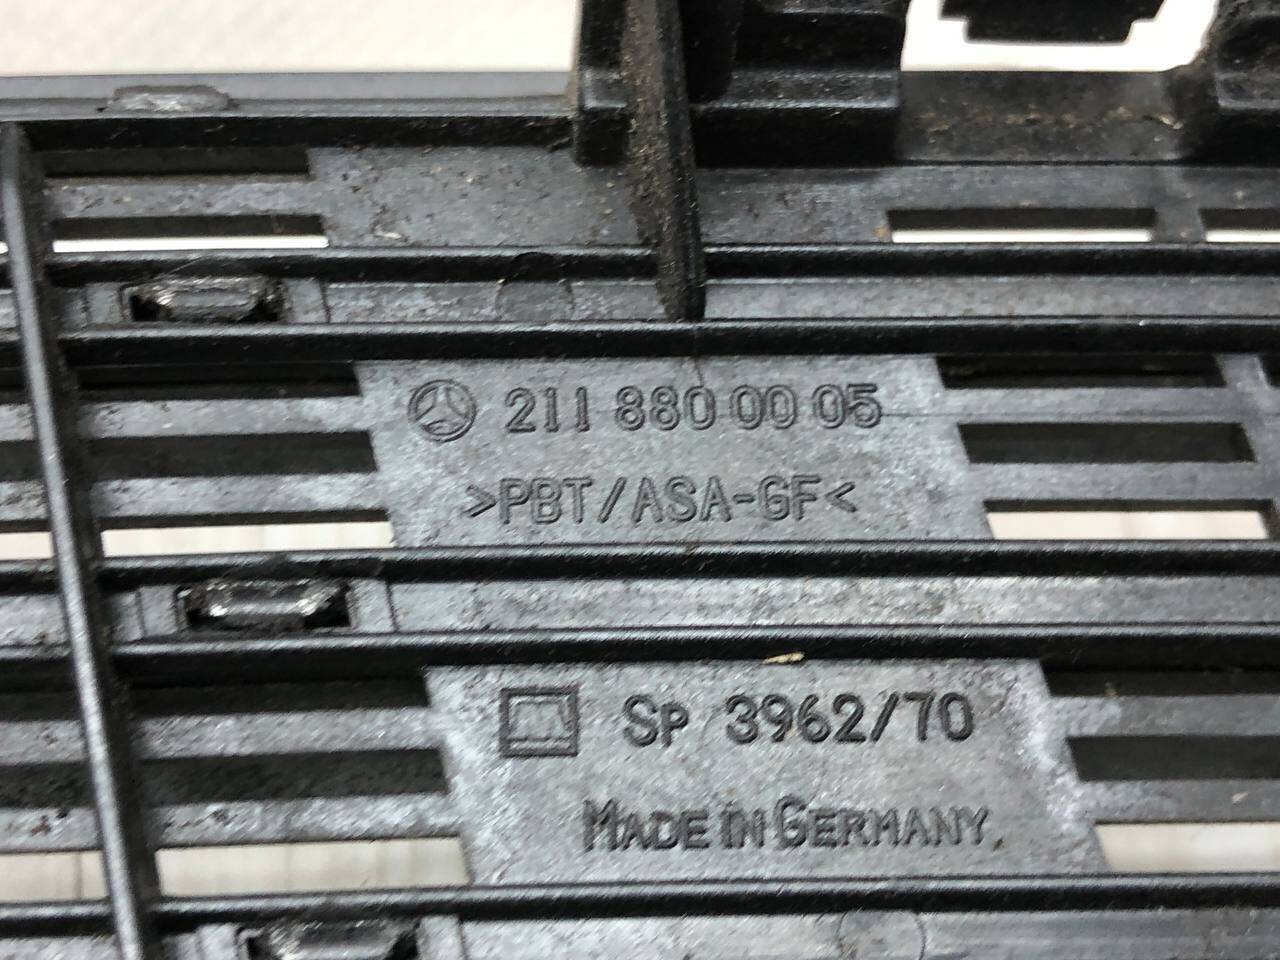 211 880 00 05
>PBT/ASA-GF<
Sp 3962/70
MADE IN GERMANY.